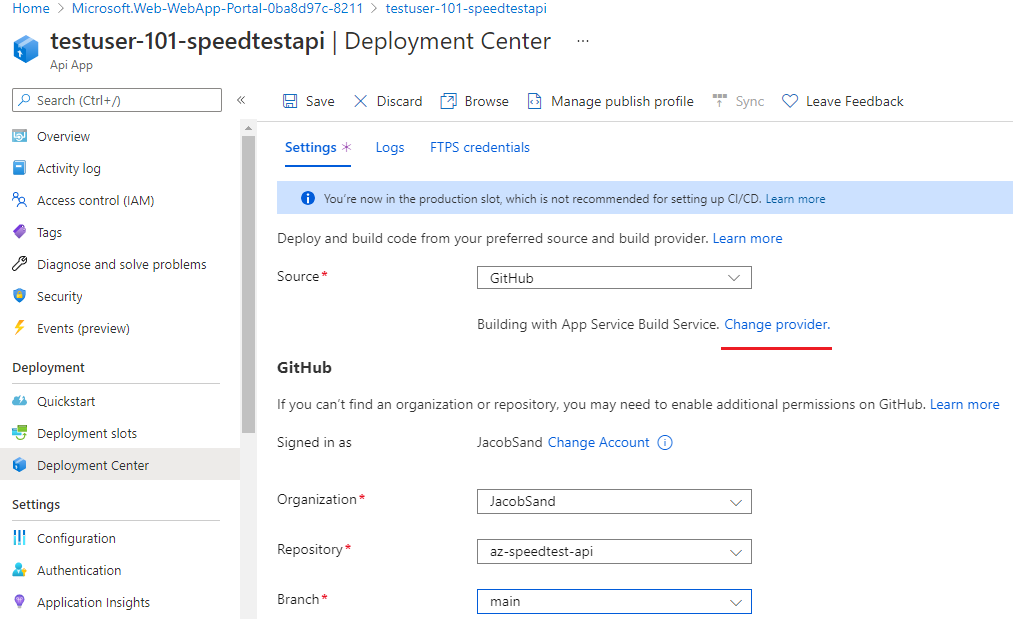 Home > Microsoft.Web-WebApp-Portal-0ba8d97c-8211 > testuser-101-speedtestapi
testuser-101-speedtestapi | Deployment Center ...
Api App
Search (Ctrl+/) «
Save Discard Browse Manage publish profile Sync Leave Feedback
Overview
Activity log
Access control (IAM)
Tags
Diagnose and solve problems
Security
Events (preview)
Deployment
Quickstart
Deployment slots
Deployment Center
Settings
Configuration
Authentication
Application Insights
Settings * Logs FTPS credentials
You're now in the production slot, which is not recommended for setting up CI/CD. Learn more
Deploy and build code from your preferred source and build provider. Learn more
Source* GitHub
Building with App Service Build Service. Change provider.
GitHub
If you can't find an organization or repository, you may need to enable additional permissions on GitHub. Learn more
Signed in as JacobSand Change Account
Organization* JacobSand
Repository* az-speedtest-api
Branch* main